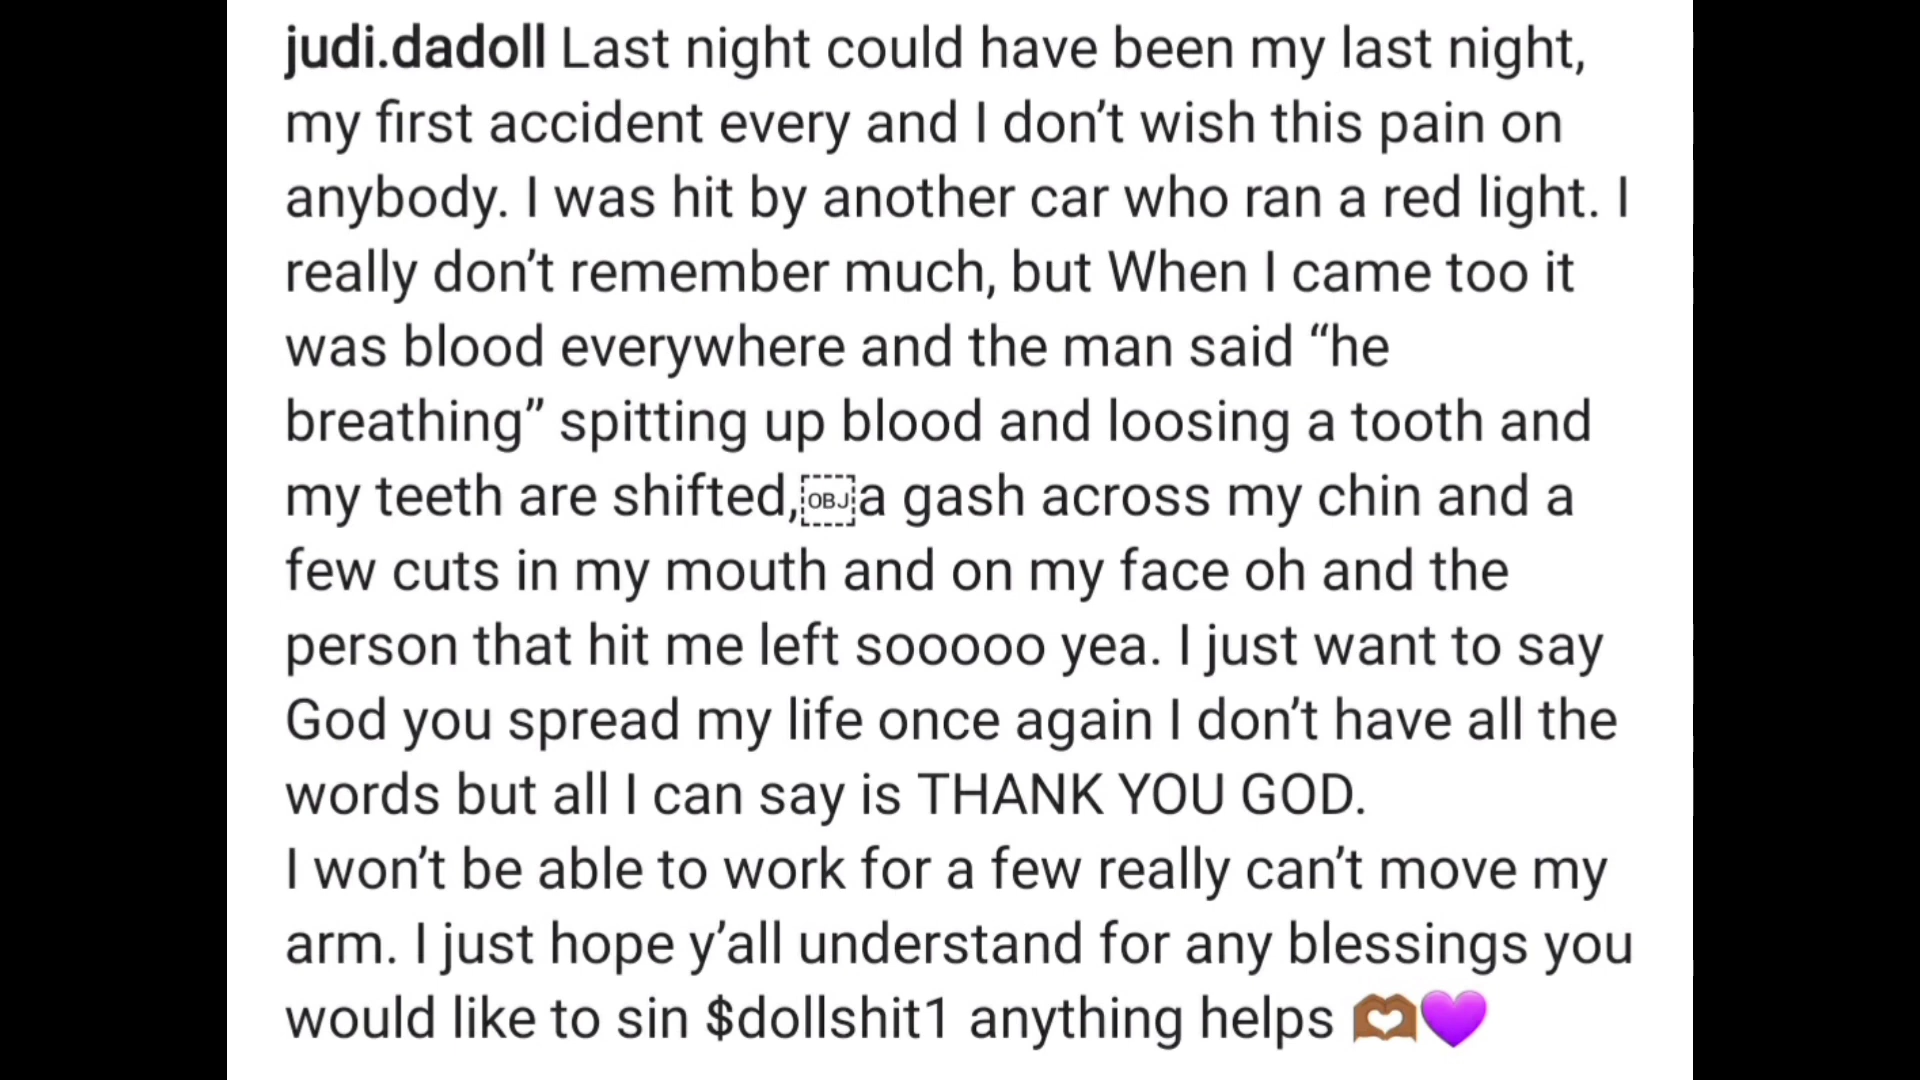 judi.dadoll Last night could have been my last night,
my first accident every and I don’t wish this pain on
anybody. I was hit by another car who ran a red light. I
really don’t remember much, but When I came too it
was blood everywhere and the man said “he
breathing” spitting up blood and loosing a tooth and
my teeth are shifted,￼a gash across my chin and a
few cuts in my mouth and on my face oh and the
person that hit me left sooooo yea. I just want to say
God you spread my life once again I don’t have all the
words but all I can say is THANK YOU GOD.
I won’t be able to work for a few really can’t move my
arm. I just hope y’all understand for any blessings you
would like to sin $dollshit1 anything helps 🫶🏾💜